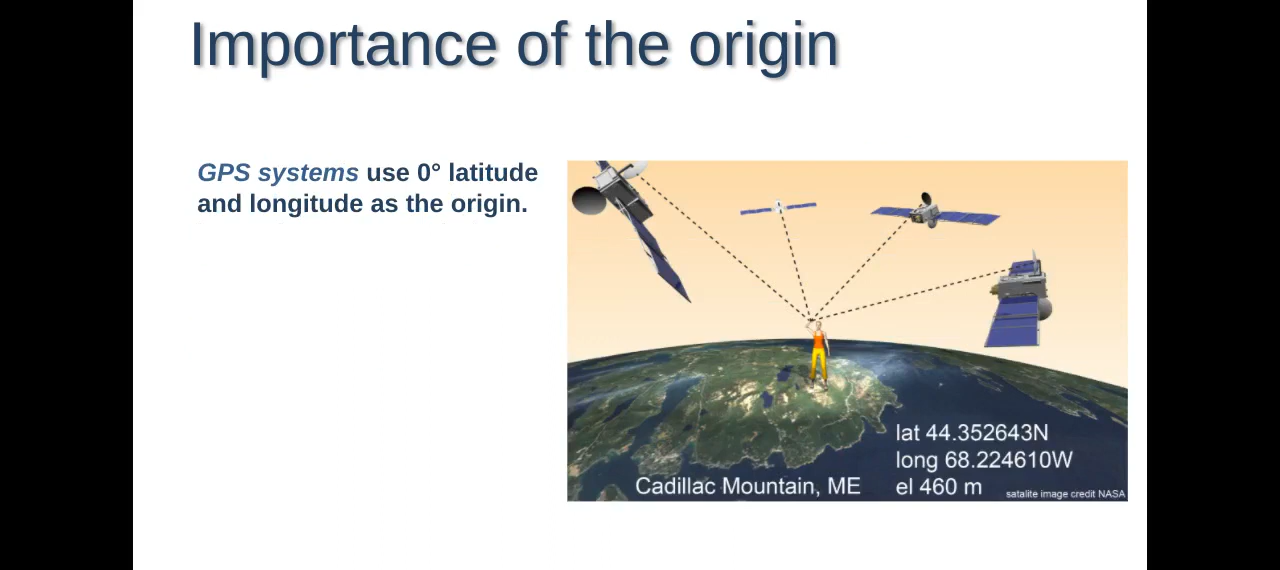 Importance of the origin
GPS systems use 0° latitude
and longitude as the origin.
lat 44.352643N
long 68.224610W
Cadillac Mountain, ME
el 460 m
satalite image credit NASA